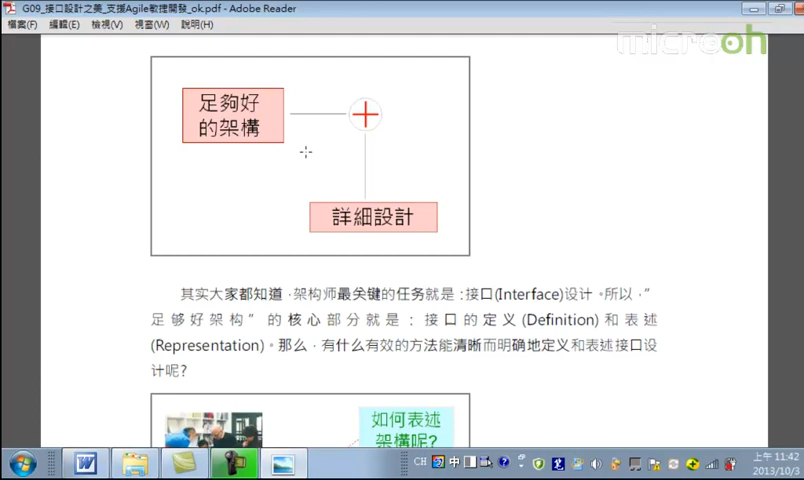 G09_接口設計之美_支援Agile敏捷開發_ok.pdf - Adobe Reader
檔案(F) 編輯(E) 檢視(V) 視窗(W) 說明(H)
microoh
足夠好
的架構
詳細設計
其实大家都知道，架构师最关键的任务就是：接口(Interface)设计。所以，”
足够好架构”的核心部分就是：接口的定义(Definition)和表述
(Representation)。那么，有什么有效的方法能清晰而明确地定义和表述接口设
计呢?
如何表述
架構呢?
CH 中
上午 11:42
2013/10/3